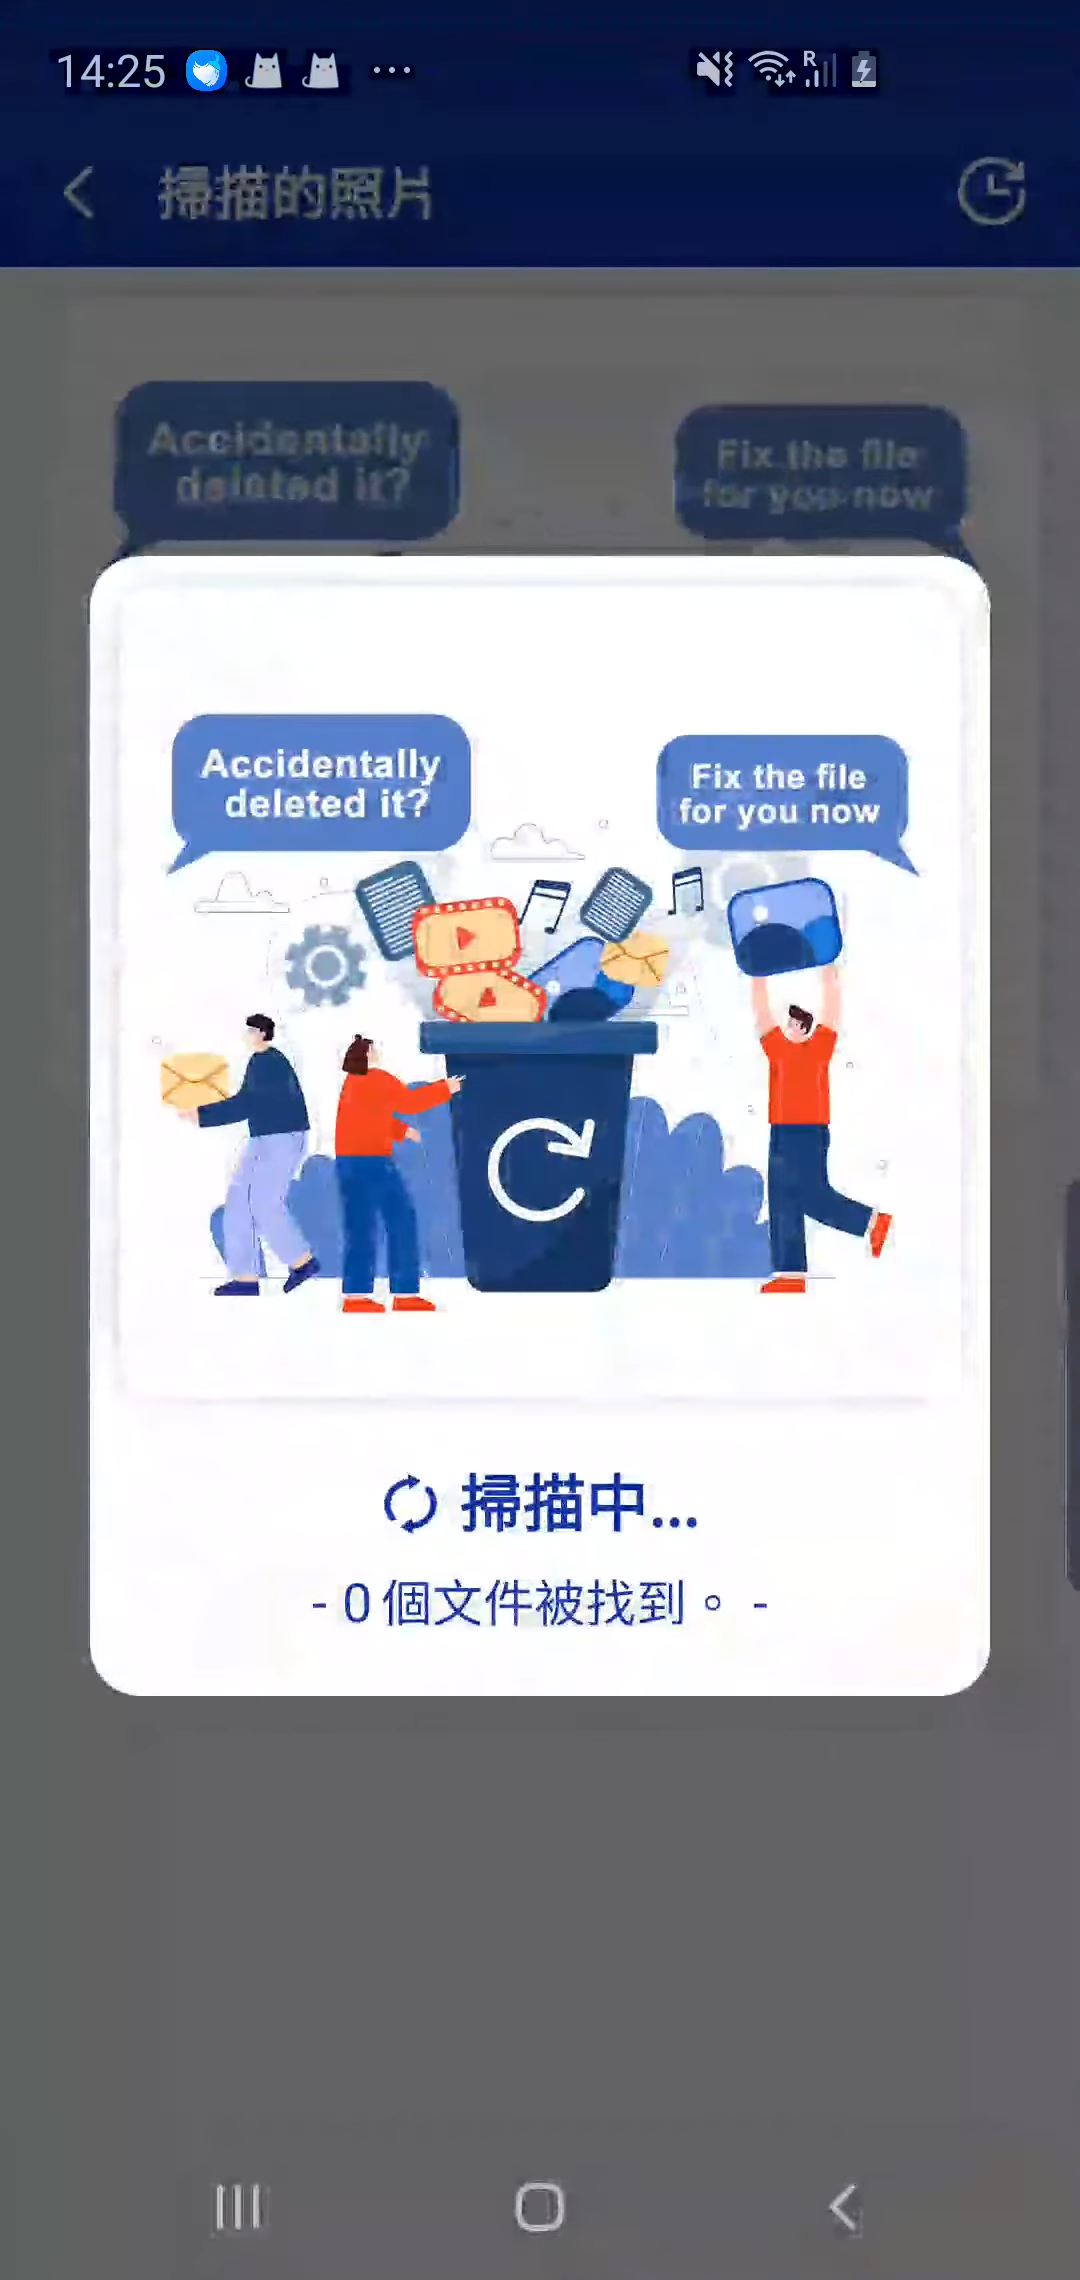 14:25
R
掃描的照片
Accidentally
deleted it?
Fix the file
for you now
Accidentally
deleted it?
Fix the file
for you now
掃描中...
- 0 個文件被找到。 -